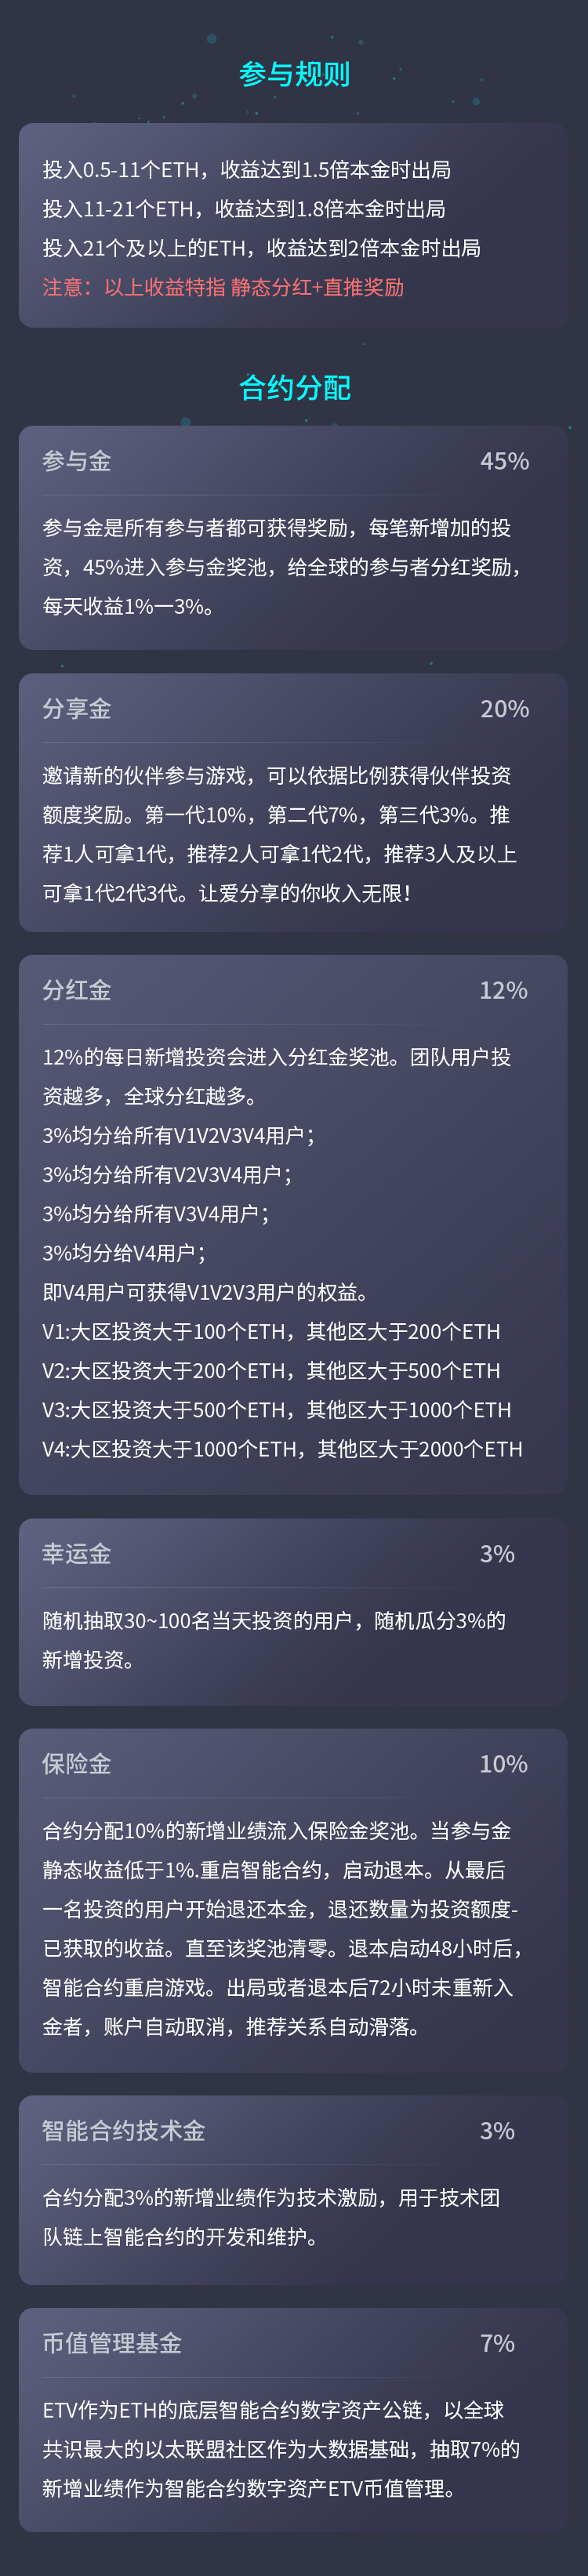 参与规则
投入0.5-11个ETH，收益达到1.5倍本金时出局
投入11-21个ETH，收益达到1.8倍本金时出局
投入21个及以上的ETH，收益达到2倍本金时出局
注意：以上收益特指 静态分红+直推奖励
合约分配
参与金 45%
参与金是所有参与者都可获得奖励，每笔新增加的投
资，45%进入参与金奖池，给全球的参与者分红奖励，
每天收益1%一3%。
分享金 20%
邀请新的伙伴参与游戏，可以依据比例获得伙伴投资
额度奖励。第一代10%，第二代7%，第三代3%。推
荐1人可拿1代，推荐2人可拿1代2代，推荐3人及以上
可拿1代2代3代。让爱分享的你收入无限！
分红金 12%
12%的每日新增投资会进入分红金奖池。团队用户投
资越多，全球分红越多。
3%均分给所有V1V2V3V4用户；
3%均分给所有V2V3V4用户；
3%均分给所有V3V4用户；
3%均分给V4用户；
即V4用户可获得V1V2V3用户的权益。
V1:大区投资大于100个ETH，其他区大于200个ETH
V2:大区投资大于200个ETH，其他区大于500个ETH
V3:大区投资大于500个ETH，其他区大于1000个ETH
V4:大区投资大于1000个ETH，其他区大于2000个ETH
幸运金 3%
随机抽取30~100名当天投资的用户，随机瓜分3%的
新增投资。
保险金 10%
合约分配10%的新增业绩流入保险金奖池。当参与金
静态收益低于1%.重启智能合约，启动退本。从最后
一名投资的用户开始退还本金，退还数量为投资额度-
已获取的收益。直至该奖池清零。退本启动48小时后，
智能合约重启游戏。出局或者退本后72小时未重新入
金者，账户自动取消，推荐关系自动滑落。
智能合约技术金 3%
合约分配3%的新增业绩作为技术激励，用于技术团
队链上智能合约的开发和维护。
币值管理基金 7%
ETV作为ETH的底层智能合约数字资产公链，以全球
共识最大的以太联盟社区作为大数据基础，抽取7%的
新增业绩作为智能合约数字资产ETV币值管理。